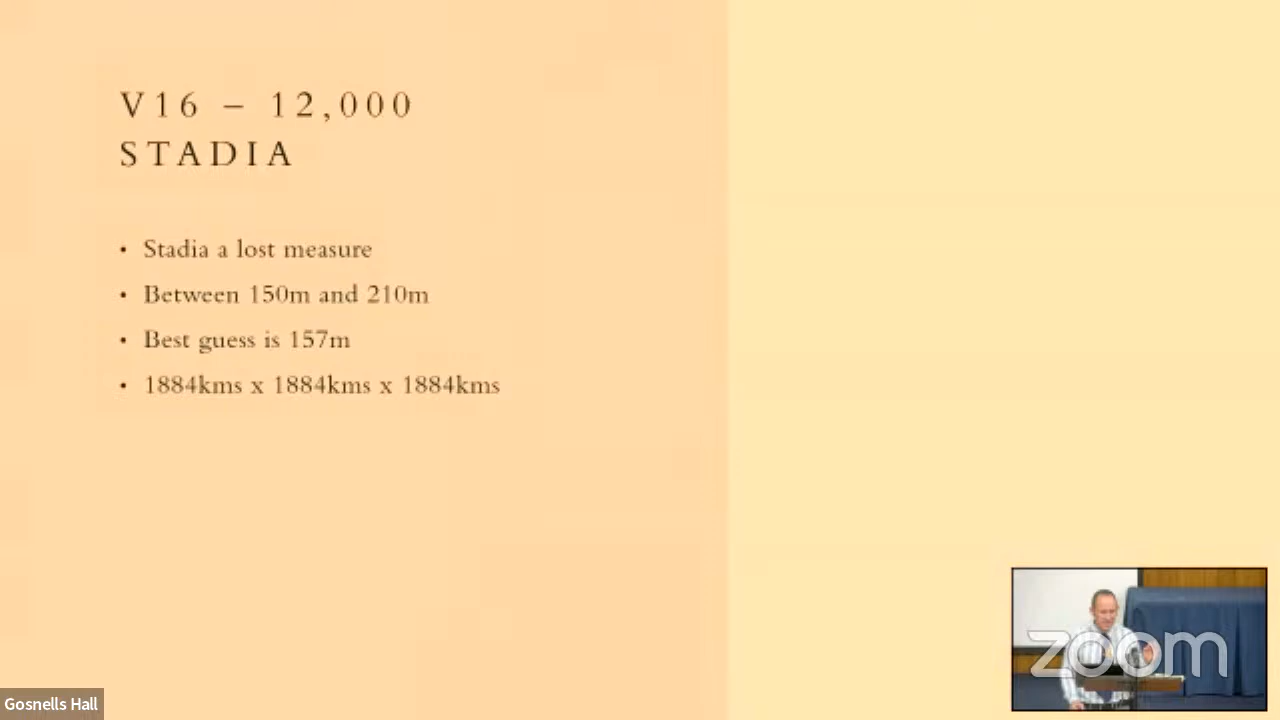 V16 – 12,000
STADIA
• Stadia a lost measure
• Between 150m and 210m
• Best guess is 157m
• 1884kms x 1884kms x 1884kms
zoom
Gosnells Hall